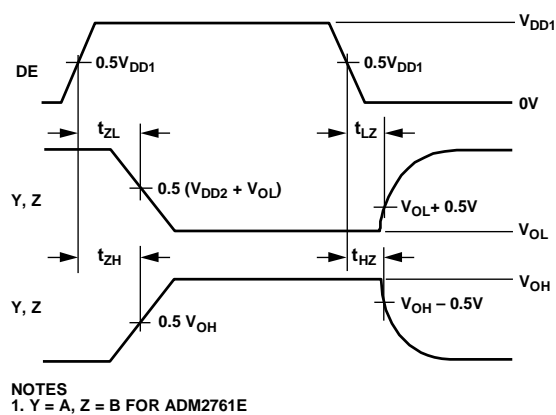 V_DD1
DE
0.5V_DD1
0.5V_DD1
0V
t_ZL
t_LZ
Y, Z
0.5 (V_DD2 + V_OL)
V_OL + 0.5V
V_OL
t_ZH
t_HZ
V_OH
Y, Z
0.5 V_OH
V_OH – 0.5V
NOTES
1. Y = A, Z = B FOR ADM2761E